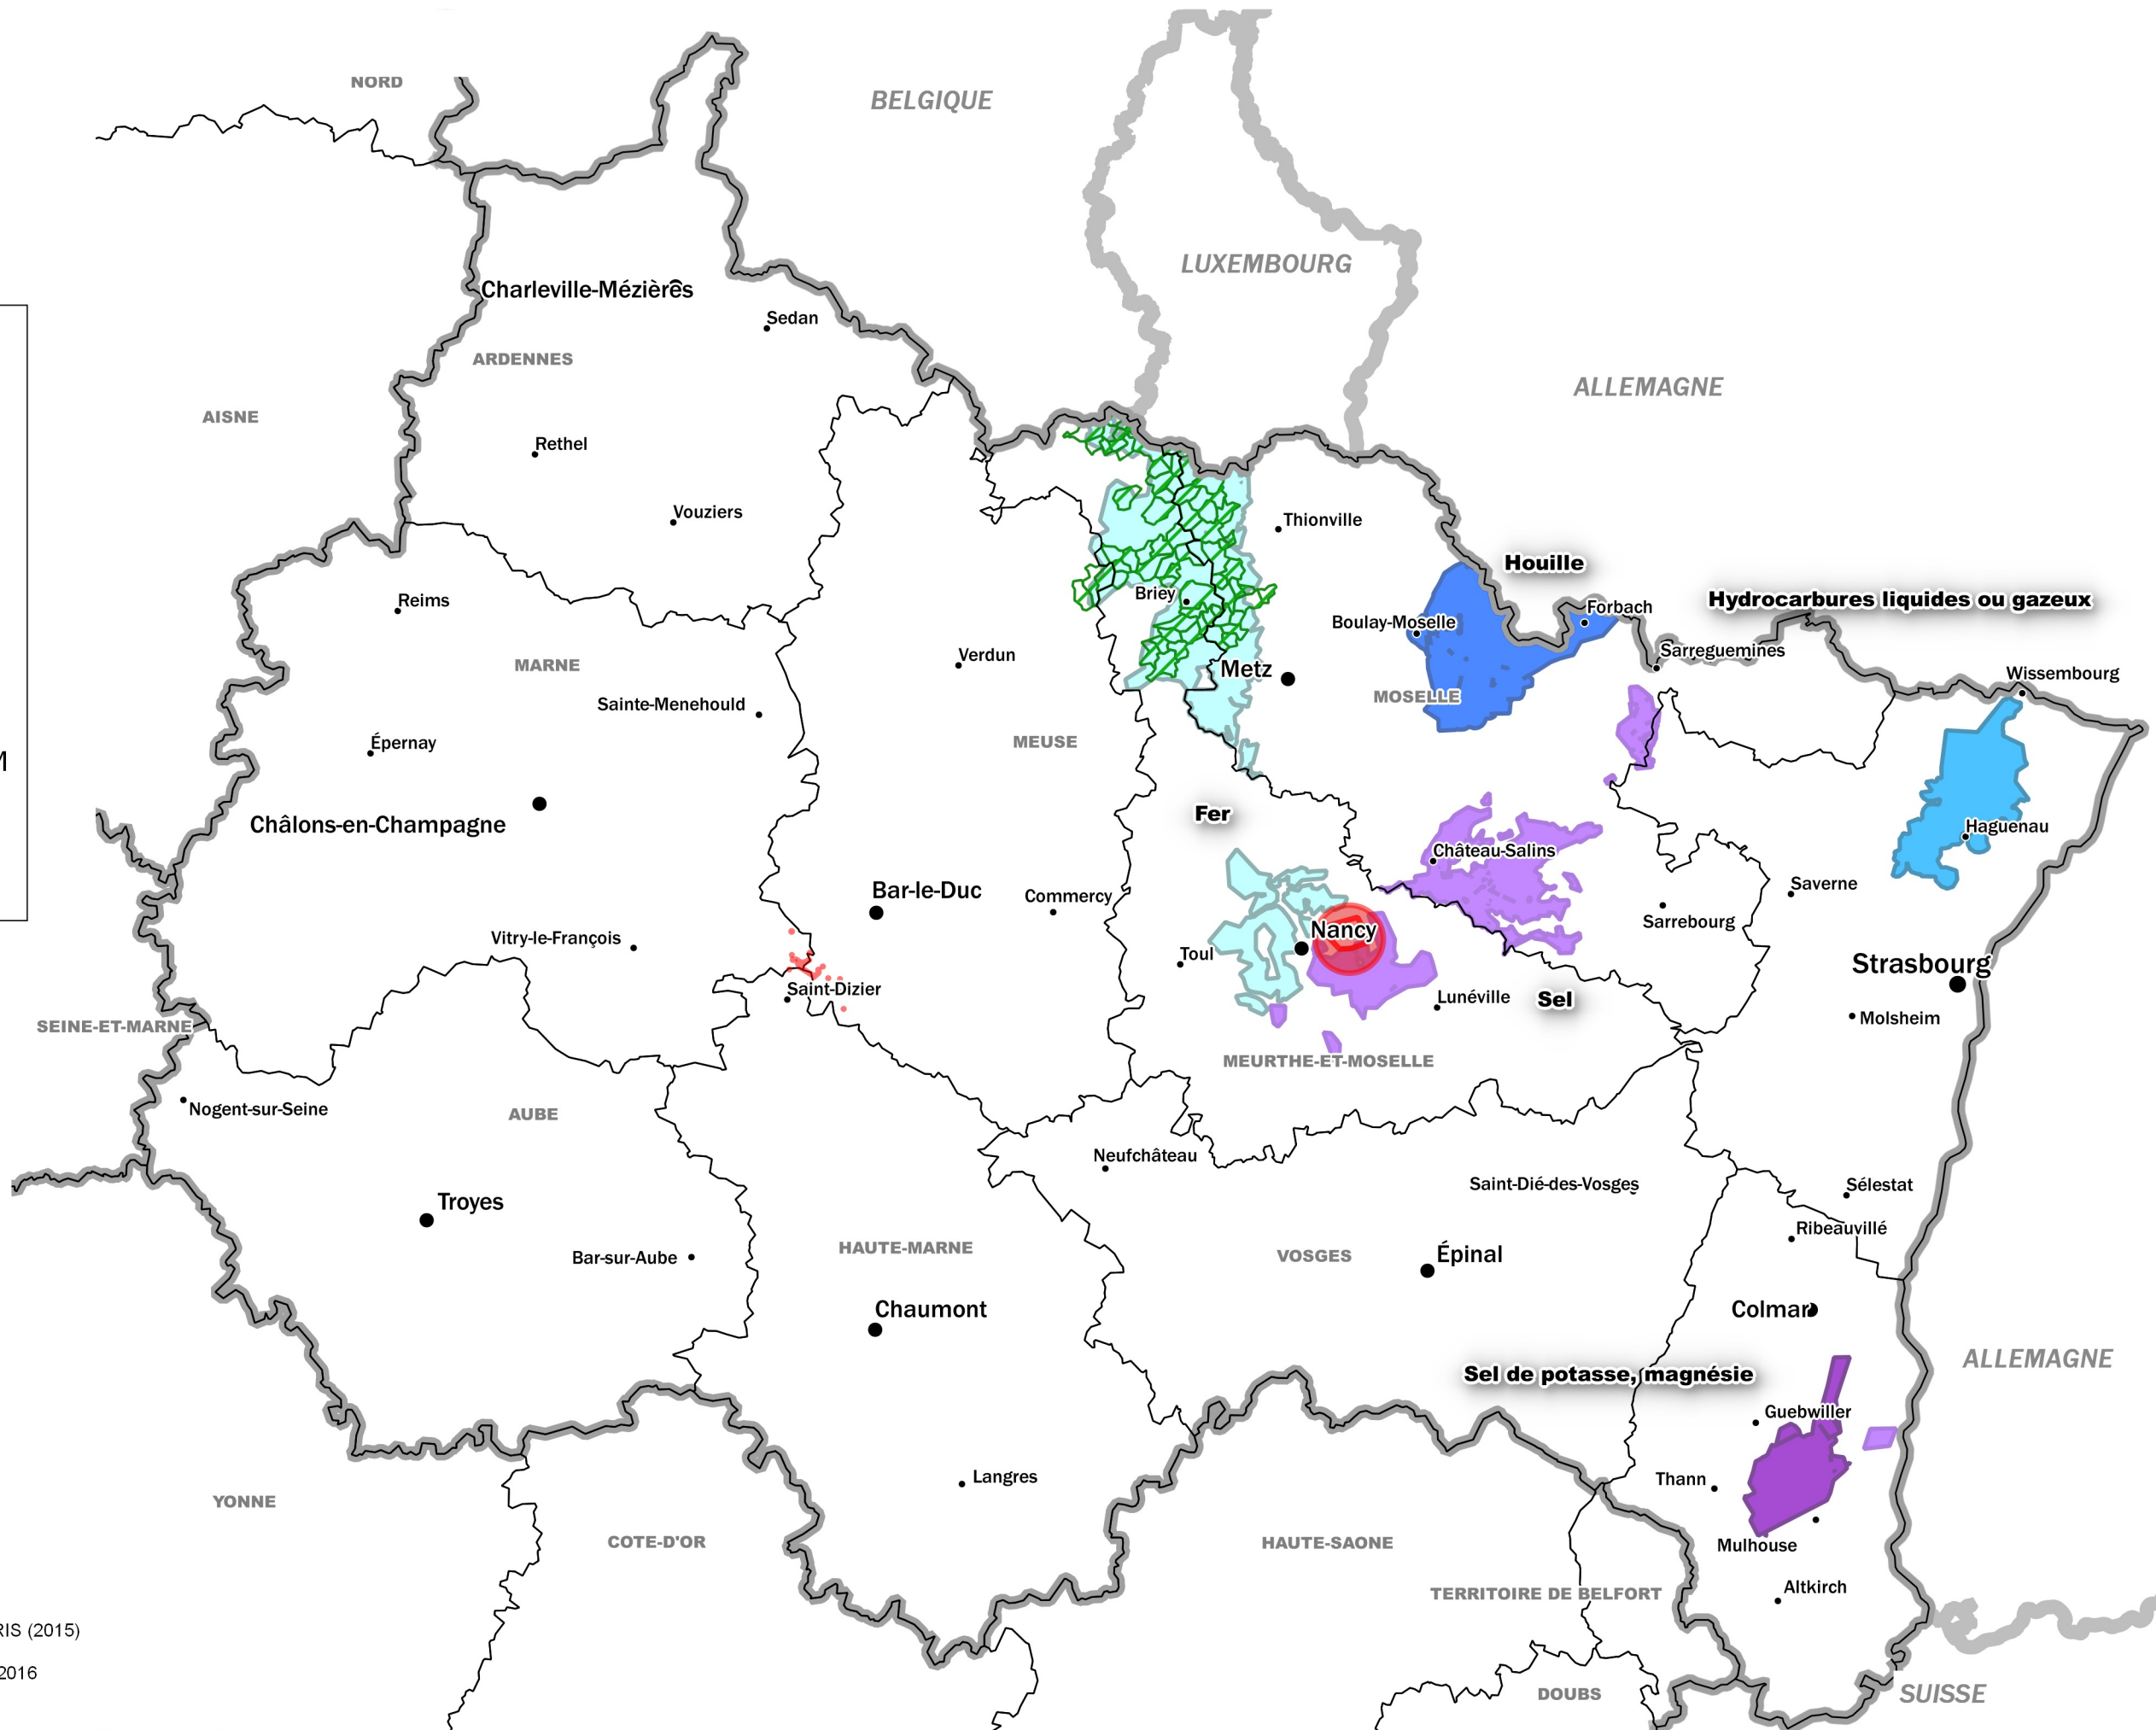 NORD
BELGIQUE
LUXEMBOURG
Charleville-Mézières
Sedan
ARDENNES
ALLEMAGNE
AISNE
Rethel
Vouziers
Thionville
Houille
Briey
Reims
Hydrocarbures liquides ou gazeux
Forbach
Boulay-Moselle
Sarreguemines
Verdun
MARNE
Metz
Wissembourg
MOSELLE
Sainte-Menehould
MEUSE
Épernay
M
Fer
Châlons-en-Champagne
Haguenau
Château-Salins
Saverne
Bar-le-Duc
Commercy
Sarrebourg
Nancy
Vitry-le-François
Toul
Strasbourg
Saint-Dizier
Lunéville
Sel
Molsheim
SEINE-ET-MARNE
MEURTHE-ET-MOSELLE
Nogent-sur-Seine
AUBE
Neufchâteau
Saint-Dié-des-Vosges
Sélestat
Troyes
Ribeauvillé
HAUTE-MARNE
VOSGES
Épinal
Bar-sur-Aube
Chaumont
Colmar
ALLEMAGNE
Sel de potasse, magnésie
Guebwiller
Langres
Thann
YONNE
COTE-D'OR
HAUTE-SAONE
Mulhouse
Altkirch
TERRITOIRE DE BELFORT
RIS (2015)
2016
DOUBS
SUISSE